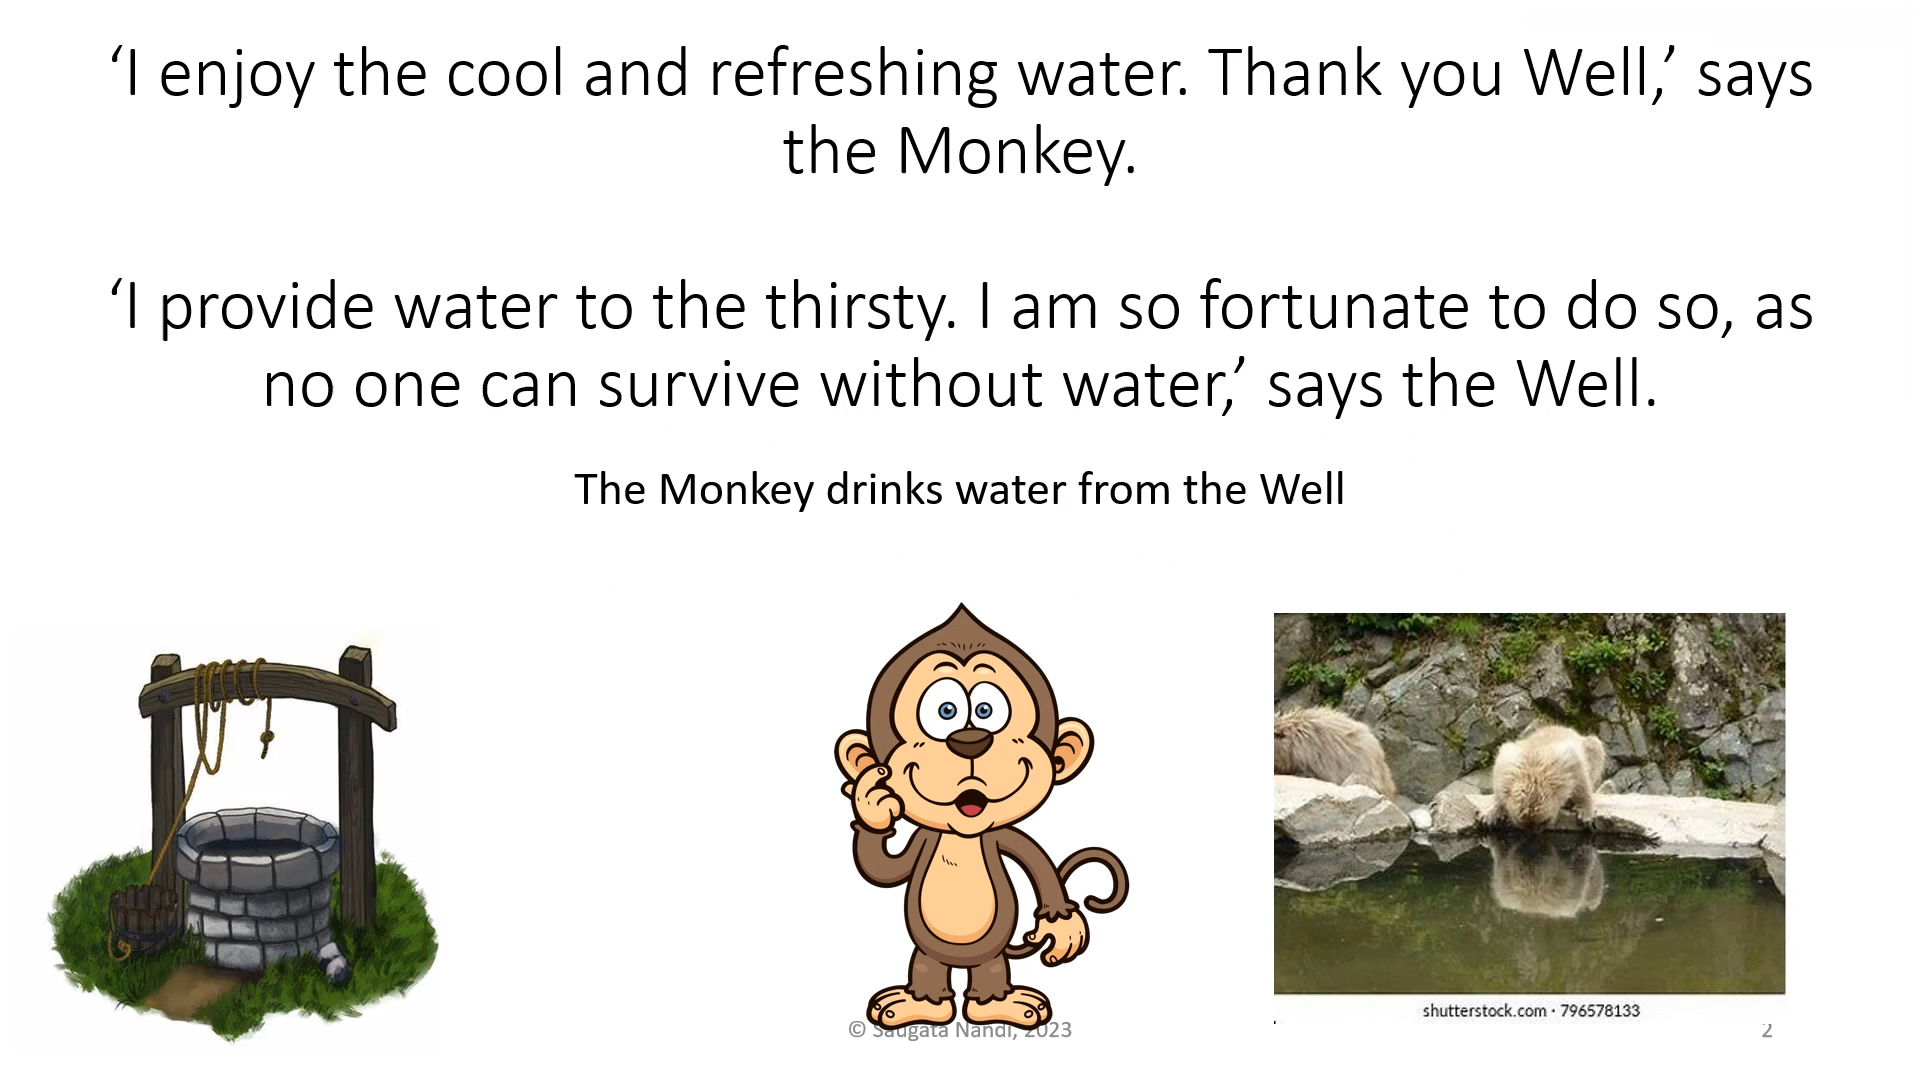 ‘I enjoy the cool and refreshing water. Thank you Well,’ says
the Monkey.
‘I provide water to the thirsty. I am so fortunate to do so, as
no one can survive without water,’ says the Well.
The Monkey drinks water from the Well
shutterstock.com · 796578133
© Saugata Nandi, 2023
2